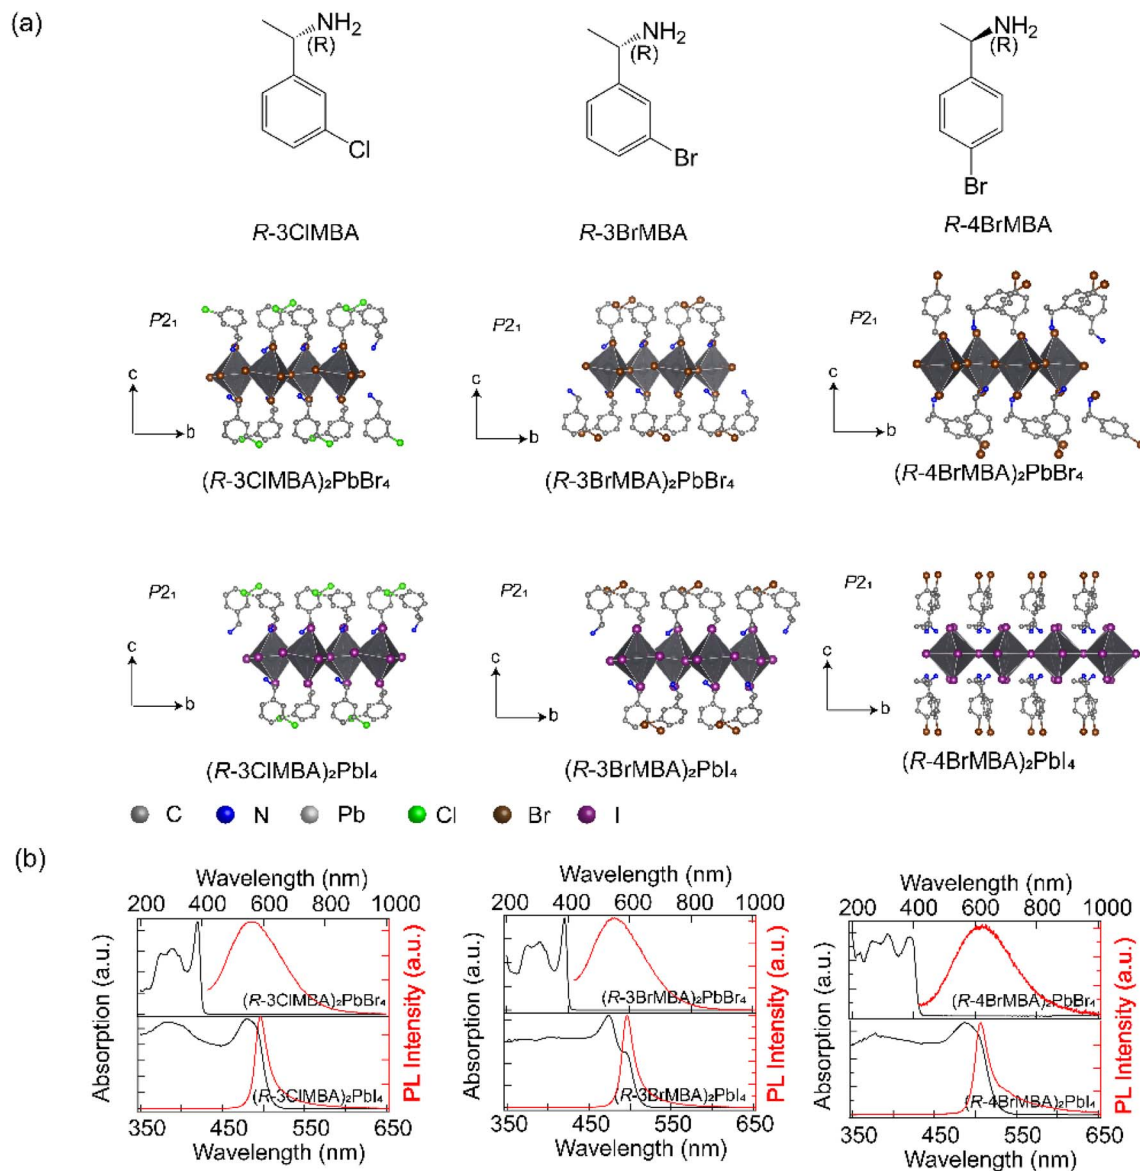 (a)
NH₂ NH₂ NH₂
(R) (R) (R)
Cl Br
Br
R-3ClMBA R-3BrMBA R-4BrMBA
P2₁ P2₁ P2₁
c c c
b b b
(R-3ClMBA)₂PbBr₄ (R-3BrMBA)₂PbBr₄ (R-4BrMBA)₂PbBr₄
P2₁ P2₁ P2₁
c c c
b b b
(R-3ClMBA)₂PbI₄ (R-3BrMBA)₂PbI₄ (R-4BrMBA)₂PbI₄
C N Pb Cl Br I
(b)
Wavelength (nm) Wavelength (nm) Wavelength (nm)
200 400 600 800 1000 200 400 600 800 1000 200 400 600 800 1000
Absorption (a.u.) PL Intensity (a.u.) Absorption (a.u.) PL Intensity (a.u.) Absorption (a.u.) PL Intensity (a.u.)
(R-3ClMBA)₂PbBr₄ (R-3BrMBA)₂PbBr₄ (R-4BrMBA)₂PbBr₄
(R-3ClMBA)₂PbI₄ (R-3BrMBA)₂PbI₄ (R-4BrMBA)₂PbI₄
350 450 550 650 350 450 550 650 350 450 550 650
Wavelength (nm) Wavelength (nm) Wavelength (nm)